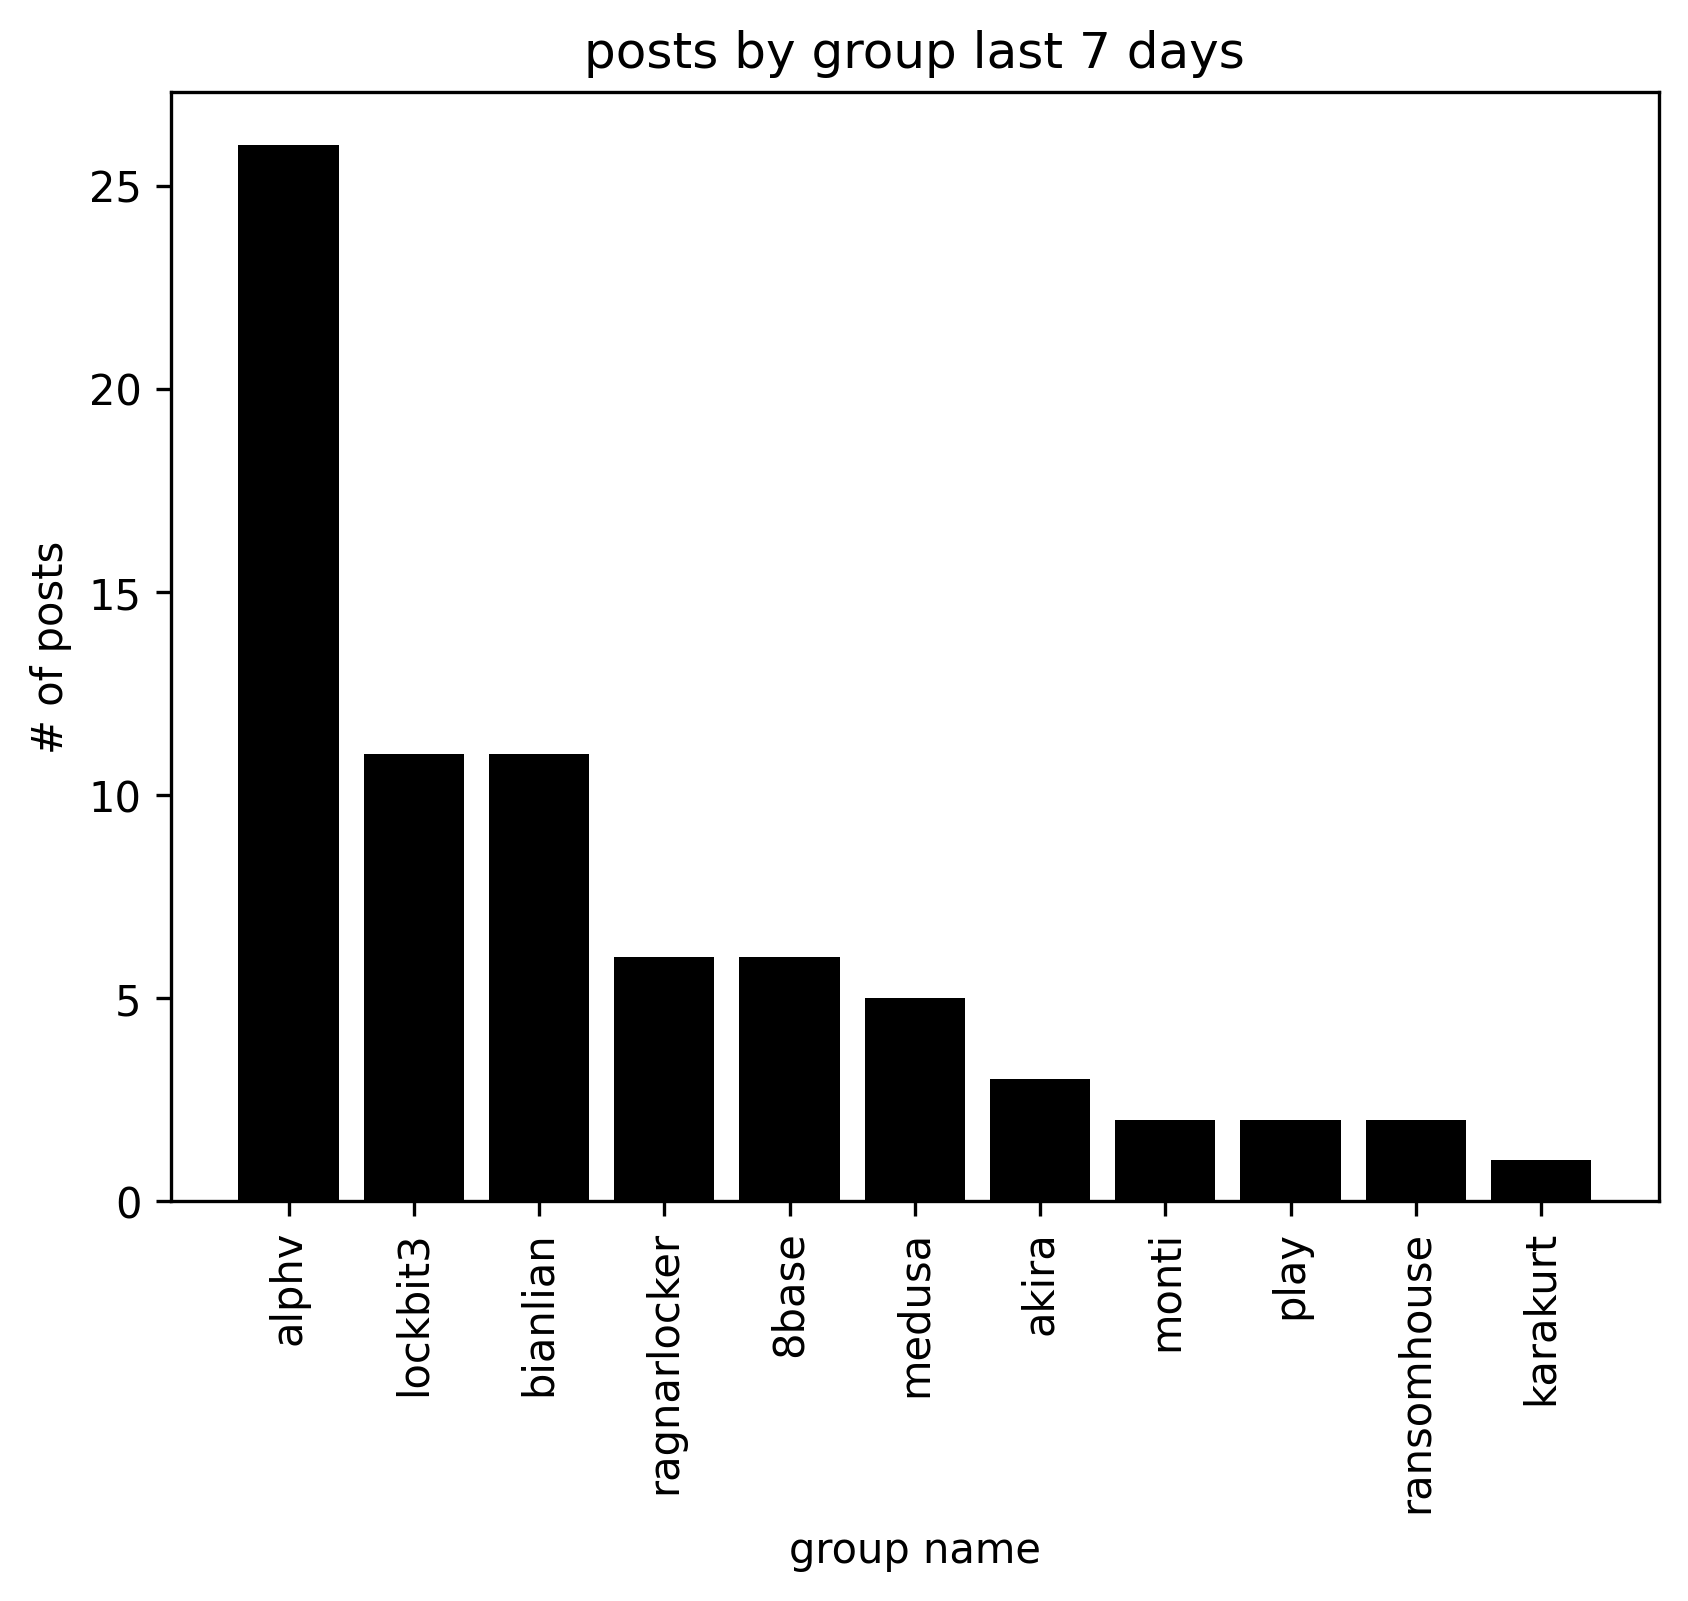 posts by group last 7 days
# of posts
25
20
15
10
5
0
alphv
lockbit3
bianlian
ragnarlocker
8base
medusa
akira
monti
play
ransomhouse
karakurt
group name